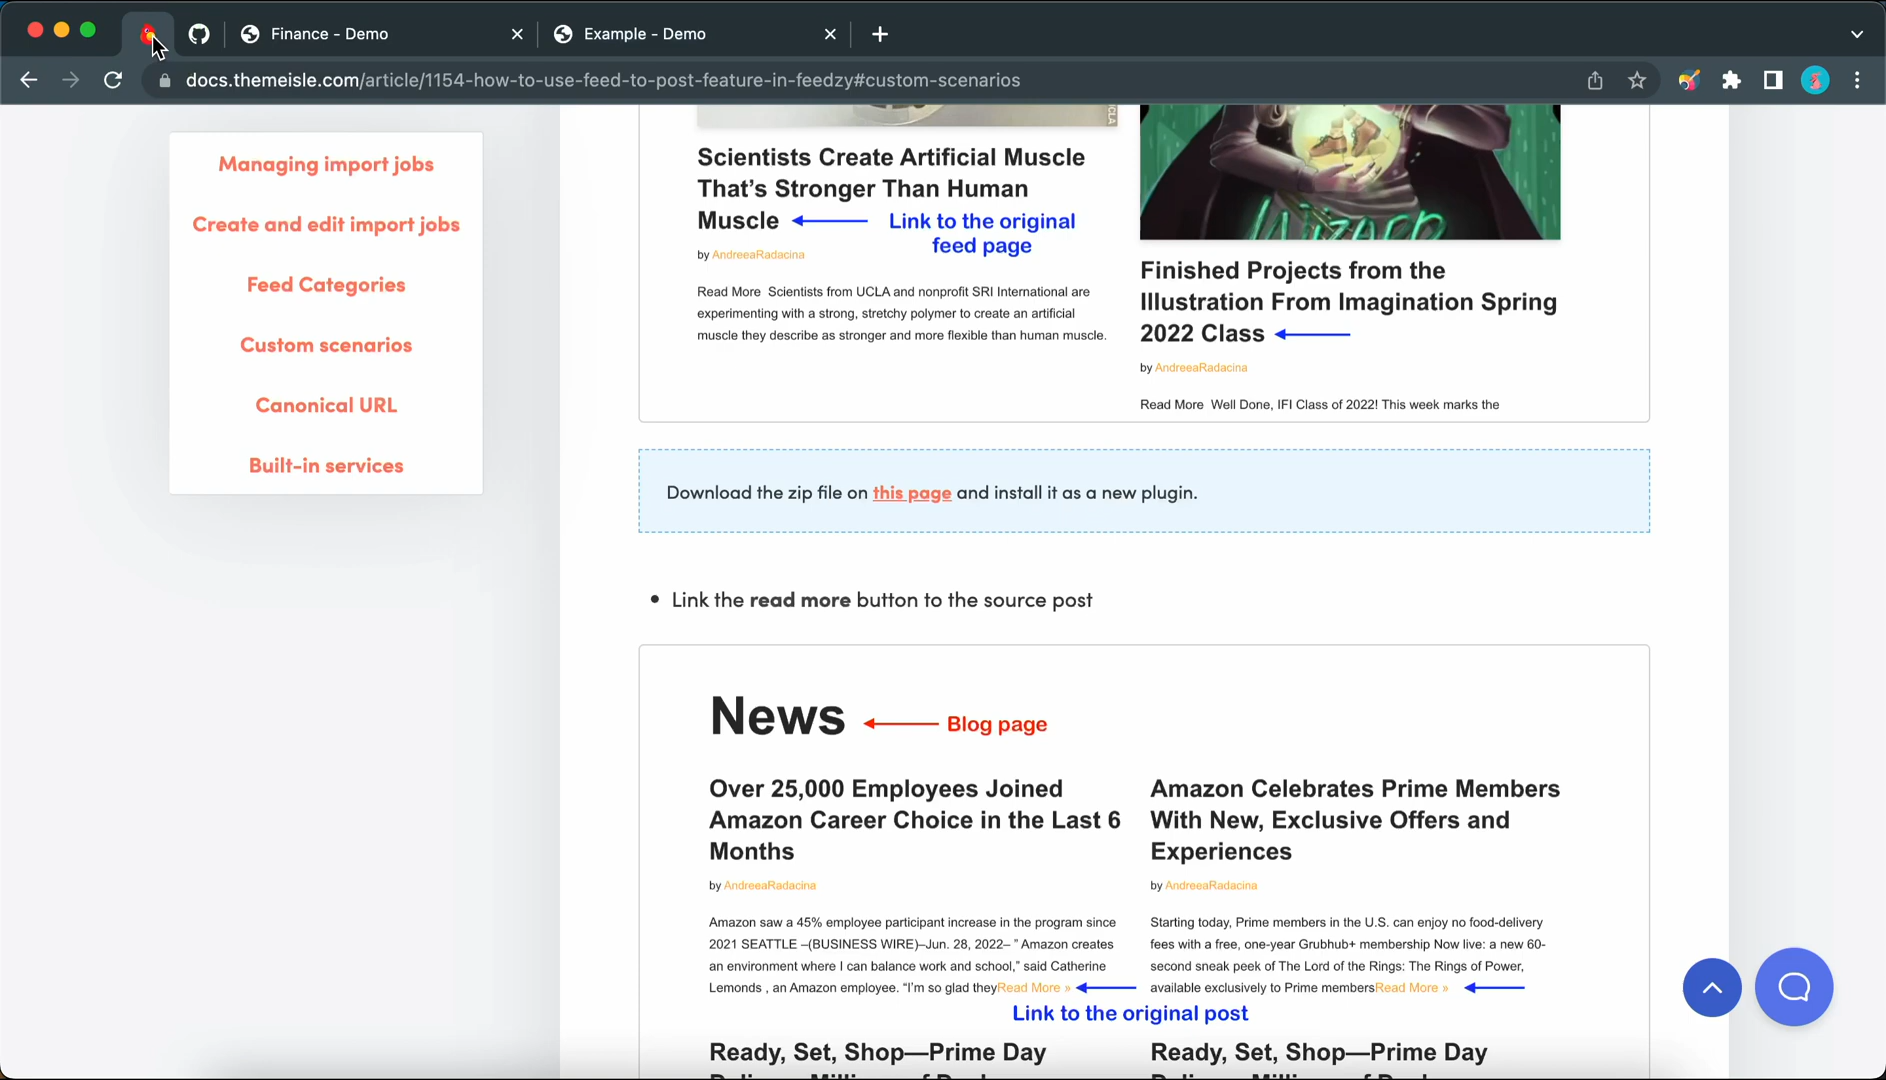 Finance - Demo
Example - Demo
docs.themeisle.com/article/1154-how-to-use-feed-to-post-feature-in-feedzy#custom-scenarios
Managing import jobs
Create and edit import jobs
Feed Categories
Custom scenarios
Canonical URL
Built-in services
UCLA
Scientists Create Artificial Muscle
That's Stronger Than Human
Muscle
Link to the original
feed page
by AndreeaRadacina
Read More Scientists from UCLA and nonprofit SRI International are
experimenting with a strong, stretchy polymer to create an artificial
muscle they describe as stronger and more flexible than human muscle.
Wizard
Finished Projects from the
Illustration From Imagination Spring
2022 Class
by AndreeaRadacina
Read More Well Done, IFI Class of 2022! This week marks the
Download the zip file on this page and install it as a new plugin.
• Link the read more button to the source post
News
Blog page
Over 25,000 Employees Joined
Amazon Career Choice in the Last 6
Months
by AndreeaRadacina
Amazon saw a 45% employee participant increase in the program since
2021 SEATTLE –(BUSINESS WIRE)–Jun. 28, 2022– " Amazon creates
an environment where I can balance work and school," said Catherine
Lemonds , an Amazon employee. "I'm so glad theyRead More »
Amazon Celebrates Prime Members
With New, Exclusive Offers and
Experiences
by AndreeaRadacina
Starting today, Prime members in the U.S. can enjoy no food-delivery
fees with a free, one-year Grubhub+ membership Now live: a new 60-
second sneak peek of The Lord of the Rings: The Rings of Power,
available exclusively to Prime membersRead More »
Link to the original post
Ready, Set, Shop—Prime Day
Ready, Set, Shop—Prime Day